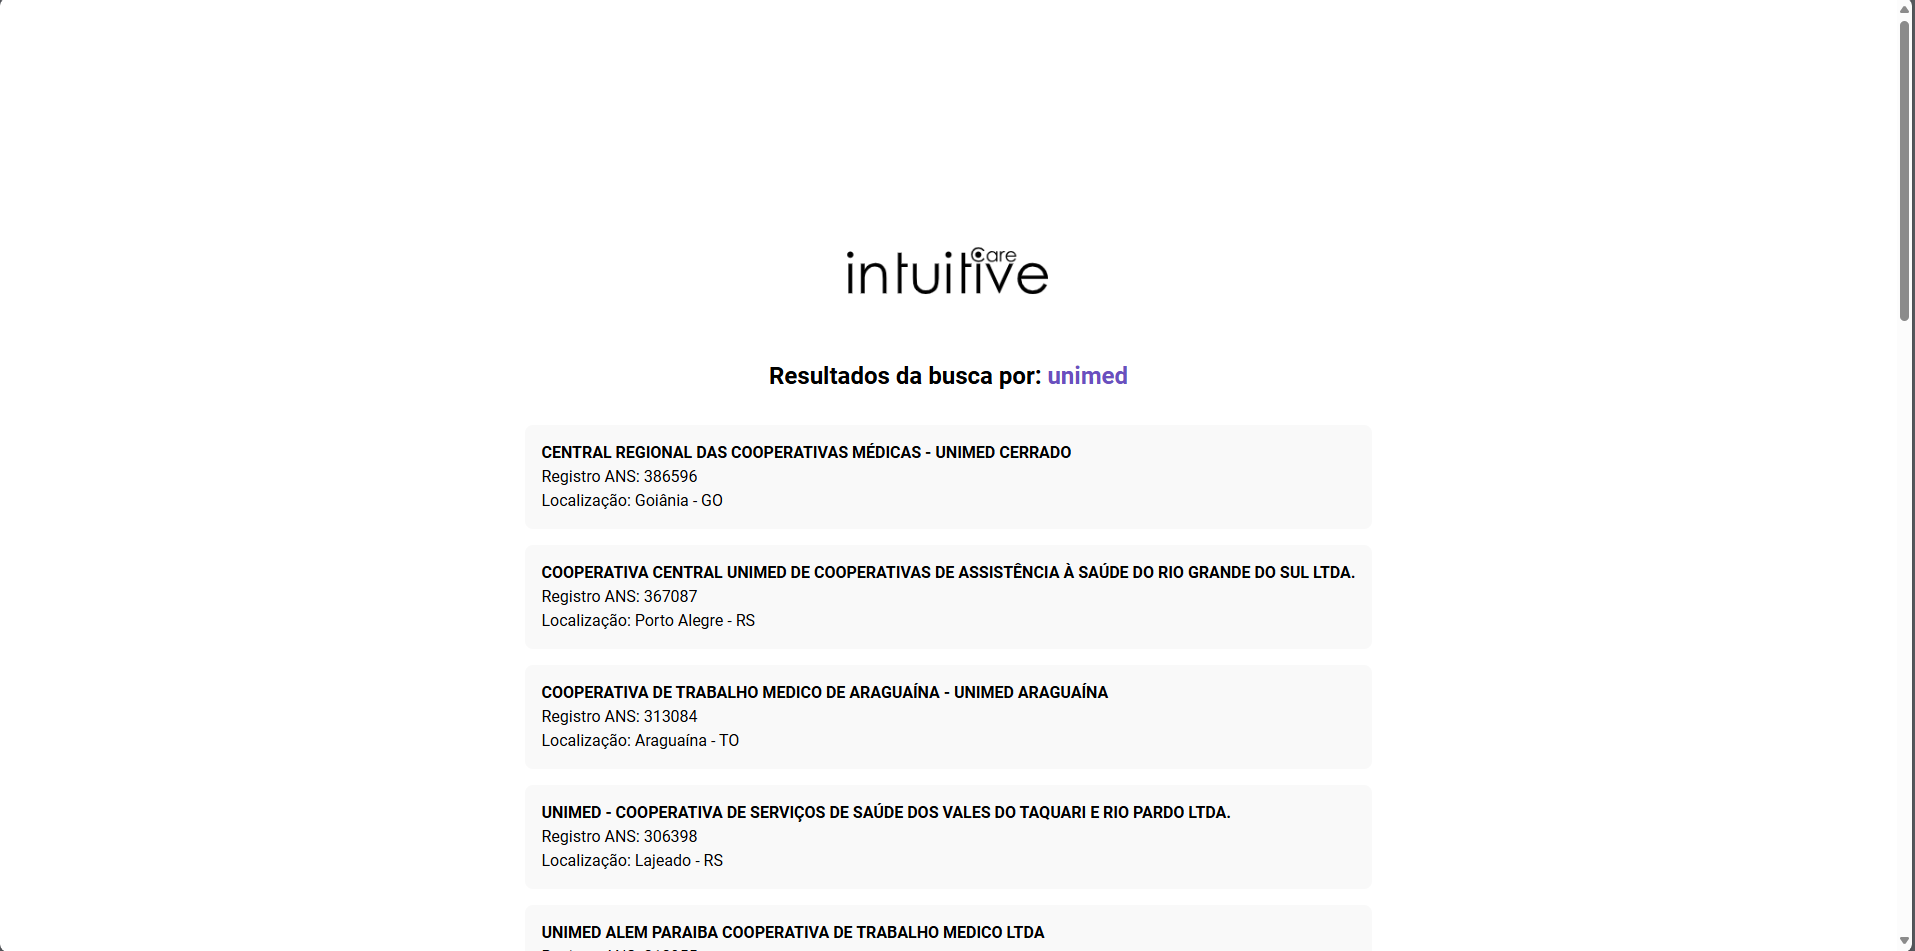 intuitive Care
Resultados da busca por: unimed
CENTRAL REGIONAL DAS COOPERATIVAS MÉDICAS - UNIMED CERRADO
Registro ANS: 386596
Localização: Goiânia - GO
COOPERATIVA CENTRAL UNIMED DE COOPERATIVAS DE ASSISTÊNCIA À SAÚDE DO RIO GRANDE DO SUL LTDA.
Registro ANS: 367087
Localização: Porto Alegre - RS
COOPERATIVA DE TRABALHO MEDICO DE ARAGUAÍNA - UNIMED ARAGUAÍNA
Registro ANS: 313084
Localização: Araguaína - TO
UNIMED - COOPERATIVA DE SERVIÇOS DE SAÚDE DOS VALES DO TAQUARI E RIO PARDO LTDA.
Registro ANS: 306398
Localização: Lajeado - RS
UNIMED ALEM PARAIBA COOPERATIVA DE TRABALHO MEDICO LTDA